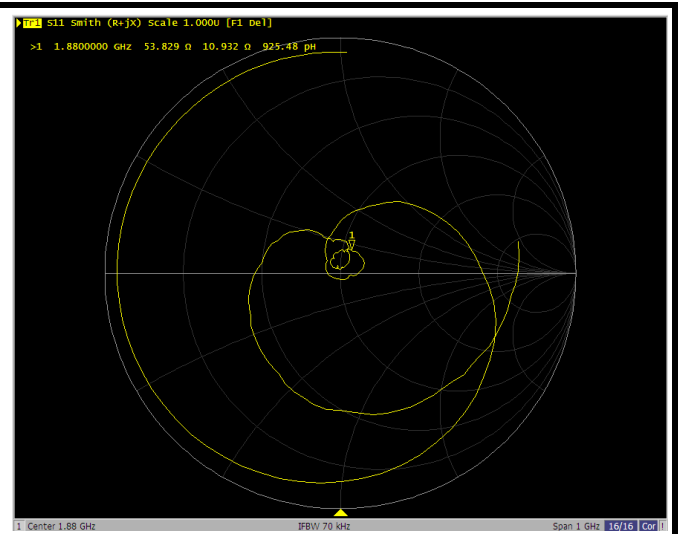 Tr1 S11 Smith (R+jX) Scale 1.000U [F1 Del]
>1 1.8800000 GHz 53.829 Ω 10.932 Ω 925.48 pH
1
1 Center 1.88 GHz IFBW 70 kHz Span 1 GHz 16/16 Cor !